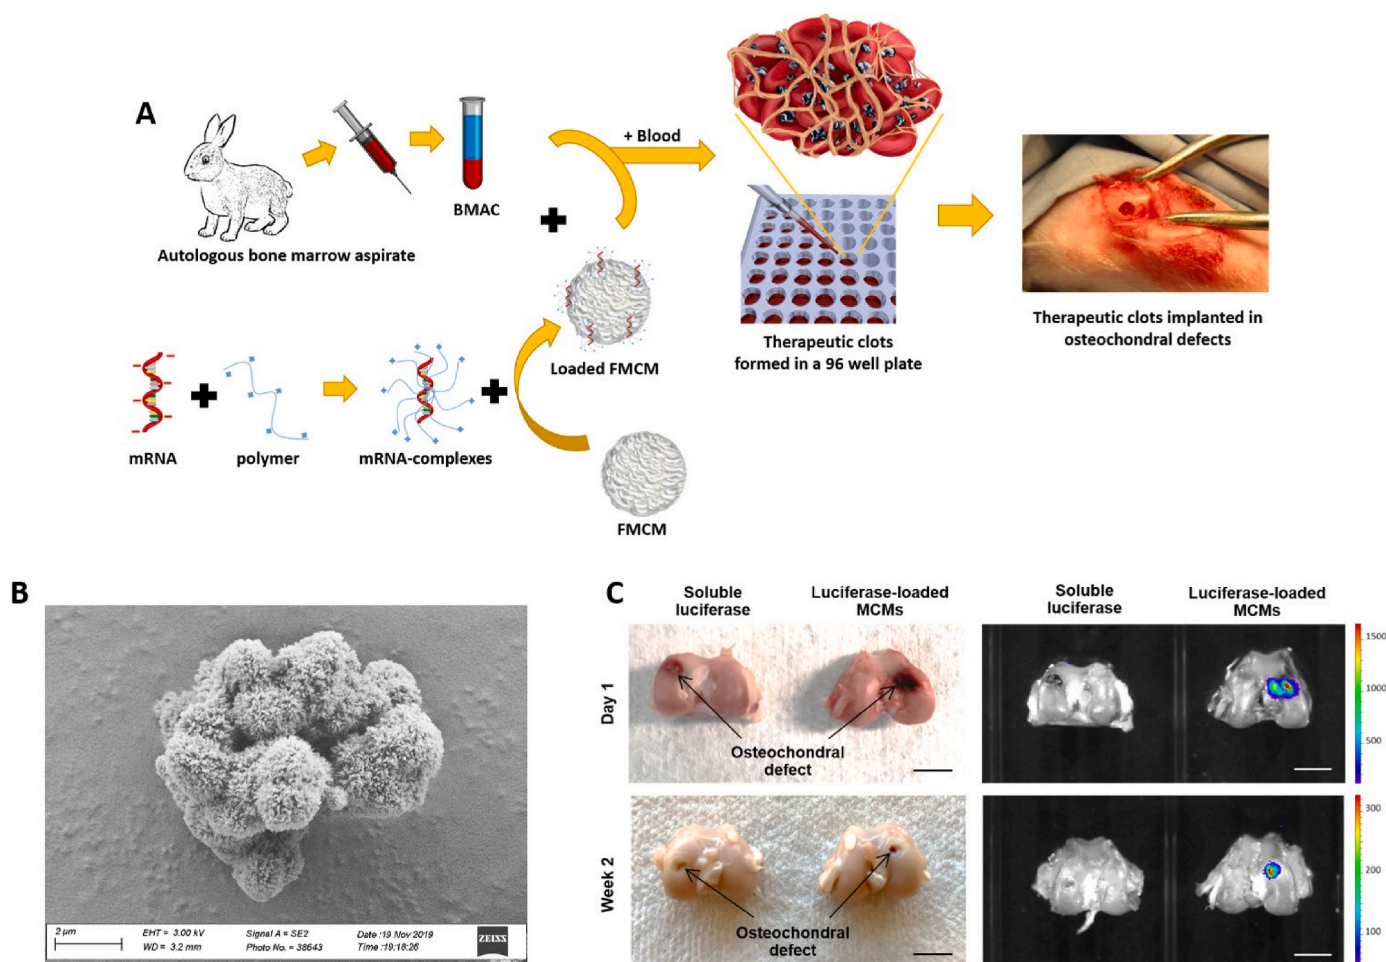 A
+ Blood
BMAC
Autologous bone marrow aspirate
Loaded FMCM
mRNA
polymer
mRNA-complexes
FMCM
Therapeutic clots
formed in a 96 well plate
Therapeutic clots implanted in
osteochondral defects
B
2 µm
EHT = 3.00 kV
WD = 3.2 mm
Signal A = SE2
Photo No. = 38643
Date :19 Nov 2019
Time :19:18:26
ZEISS
C
Soluble
luciferase
Luciferase-loaded
MCMs
Soluble
luciferase
Luciferase-loaded
MCMs
Day 1
Osteochondral
defect
1500
1000
500
Week 2
Osteochondral
defect
300
200
100